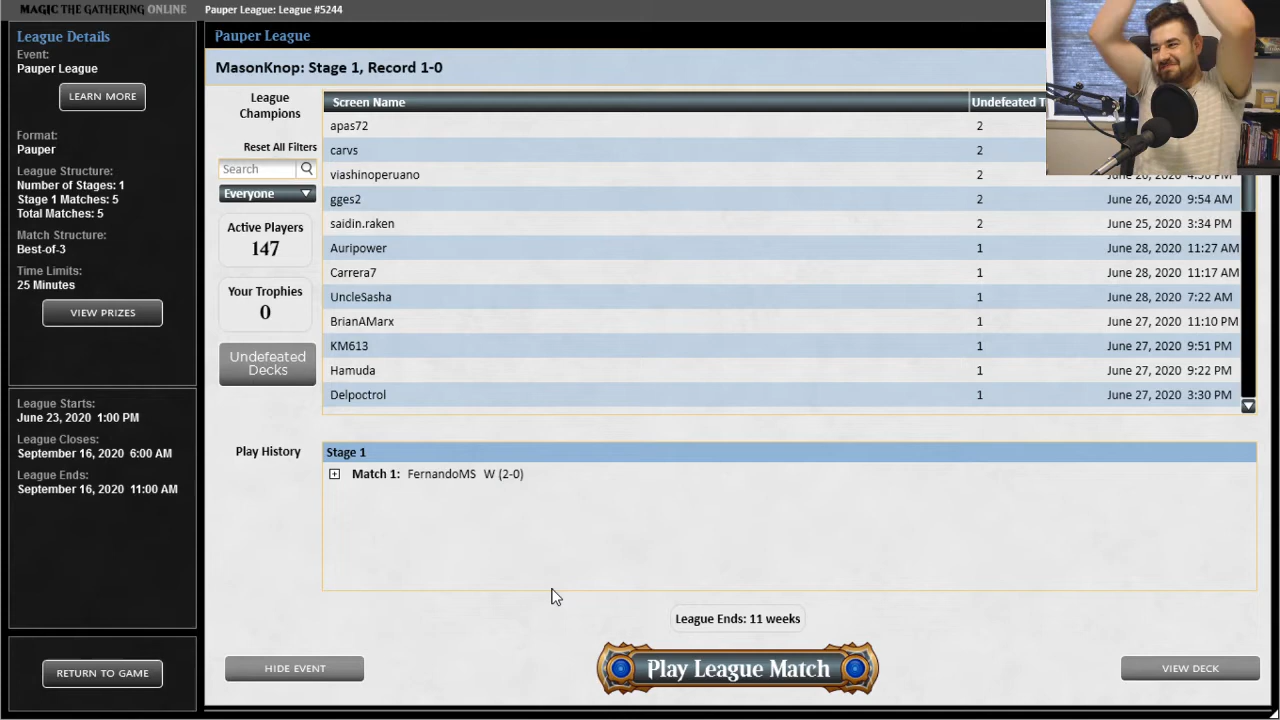 MAGIC THE GATHERING ONLINE
Pauper League: League #5244
League Details
Event:
Pauper League
LEARN MORE
Format:
Pauper
League Structure:
Number of Stages: 1
Stage 1 Matches: 5
Total Matches: 5
Match Structure:
Best-of-3
Time Limits:
25 Minutes
VIEW PRIZES
League Starts:
June 23, 2020 1:00 PM
League Closes:
September 16, 2020 6:00 AM
League Ends:
September 16, 2020 11:00 AM
RETURN TO GAME
Pauper League
MasonKnop: Stage 1, Record 1-0
League
Champions
Reset All Filters
Search
Everyone
Active Players
147
Your Trophies
0
Undefeated
Decks
Screen Name Undefeated T
apas72 2
carvs 2
viashinoperuano 2
gges2 2 June 26, 2020 9:54 AM
saidin.raken 2 June 25, 2020 3:34 PM
Auripower 1 June 28, 2020 11:27 AM
Carrera7 1 June 28, 2020 11:17 AM
UncleSasha 1 June 28, 2020 7:22 AM
BrianAMarx 1 June 27, 2020 11:10 PM
KM613 1 June 27, 2020 9:51 PM
Hamuda 1 June 27, 2020 9:22 PM
Delpoctrol 1 June 27, 2020 3:30 PM
Play History
Stage 1
Match 1: FernandoMS W (2-0)
League Ends: 11 weeks
HIDE EVENT
Play League Match
VIEW DECK